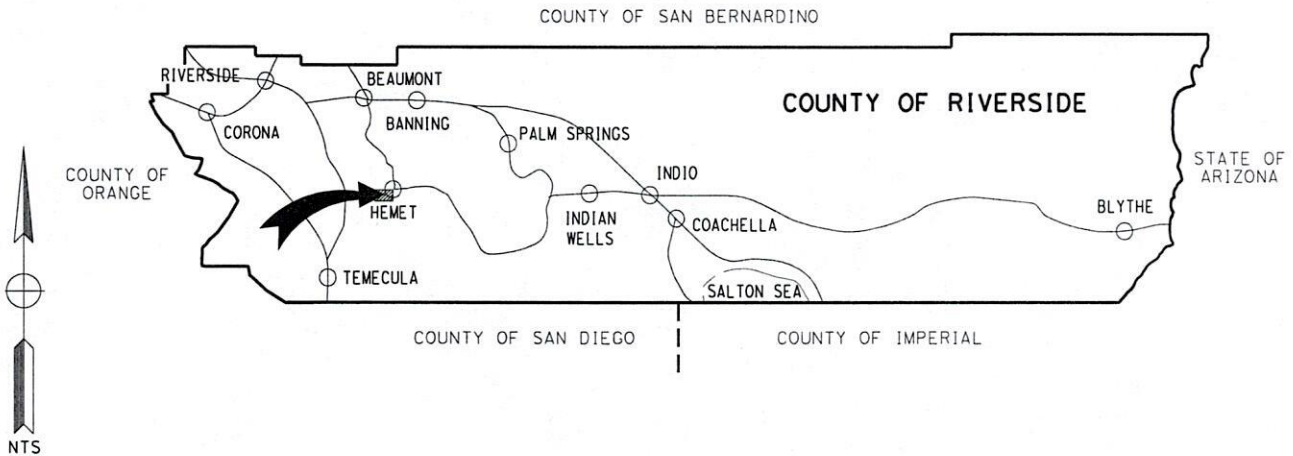 COUNTY OF SAN BERNARDINO
RIVERSIDE
BEAUMONT
COUNTY OF RIVERSIDE
CORONA
BANNING
PALM SPRINGS
COUNTY OF
ORANGE
STATE OF
ARIZONA
INDIO
HEMET
INDIAN
WELLS
COACHELLA
BLYTHE
TEMECULA
SALTON SEA
COUNTY OF SAN DIEGO
COUNTY OF IMPERIAL
NTS